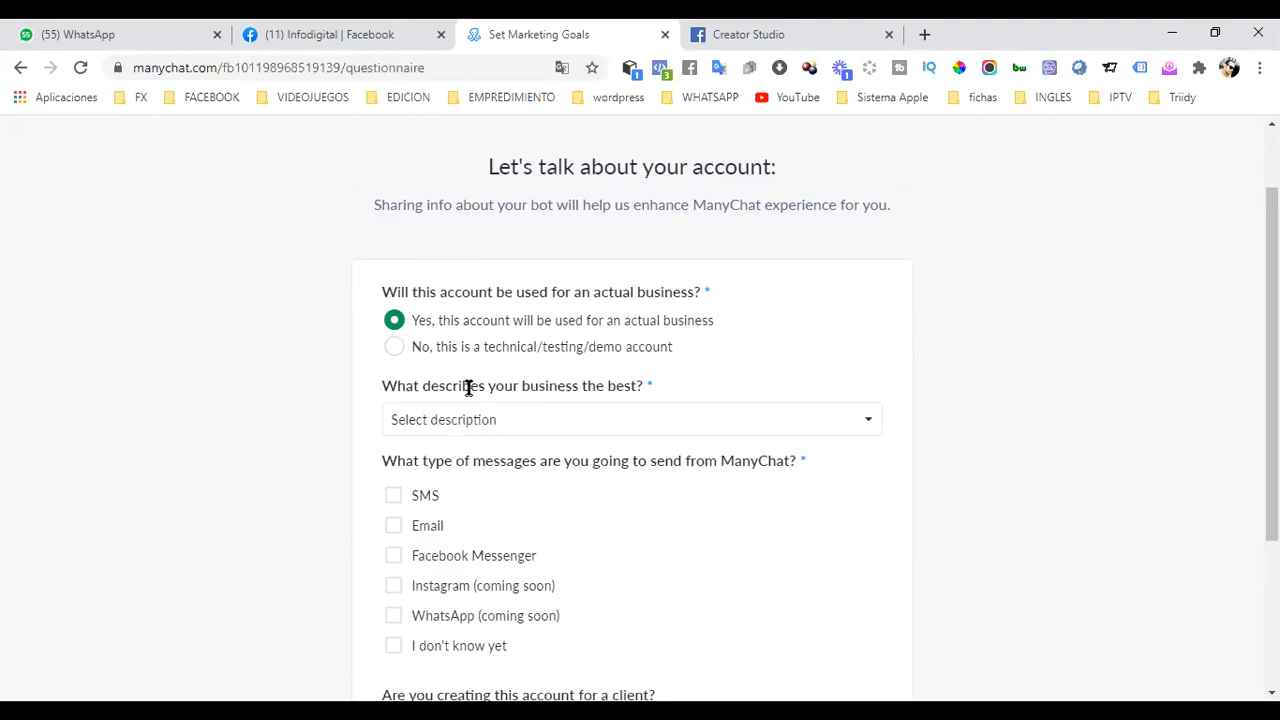 (55) WhatsApp
(11) Infodigital | Facebook
Set Marketing Goals
Creator Studio
manychat.com/fb101198968519139/questionnaire
Aplicaciones FX FACEBOOK VIDEOJUEGOS EDICION EMPREDIMIENTO wordpress WHATSAPP YouTube Sistema Apple fichas INGLES IPTV Triidy
Let's talk about your account:
Sharing info about your bot will help us enhance ManyChat experience for you.
Will this account be used for an actual business? *
Yes, this account will be used for an actual business
No, this is a technical/testing/demo account
What describes your business the best? *
Select description
What type of messages are you going to send from ManyChat? *
SMS
Email
Facebook Messenger
Instagram (coming soon)
WhatsApp (coming soon)
I don't know yet
Are you creating this account for a client?